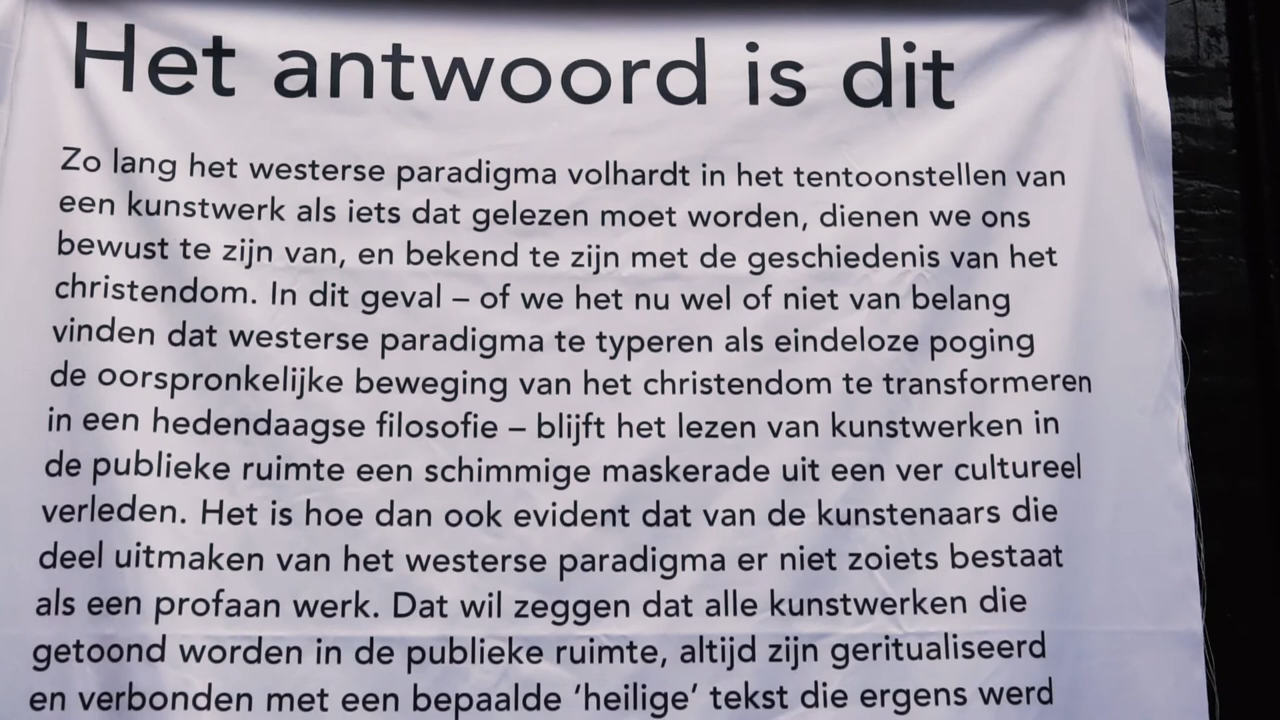 Het antwoord is dit
Zo lang het westerse paradigma volhardt in het tentoonstellen van
een kunstwerk als iets dat gelezen moet worden, dienen we ons
bewust te zijn van, en bekend te zijn met de geschiedenis van het
christendom. In dit geval – of we het nu wel of niet van belang
vinden dat westerse paradigma te typeren als eindeloze poging
de oorspronkelijke beweging van het christendom te transformeren
in een hedendaagse filosofie – blijft het lezen van kunstwerken in
de publieke ruimte een schimmige maskerade uit een ver cultureel
verleden. Het is hoe dan ook evident dat van de kunstenaars die
deel uitmaken van het westerse paradigma er niet zoiets bestaat
als een profaan werk. Dat wil zeggen dat alle kunstwerken die
getoond worden in de publieke ruimte, altijd zijn geritualiseerd
en verbonden met een bepaalde ‘heilige’ tekst die ergens werd